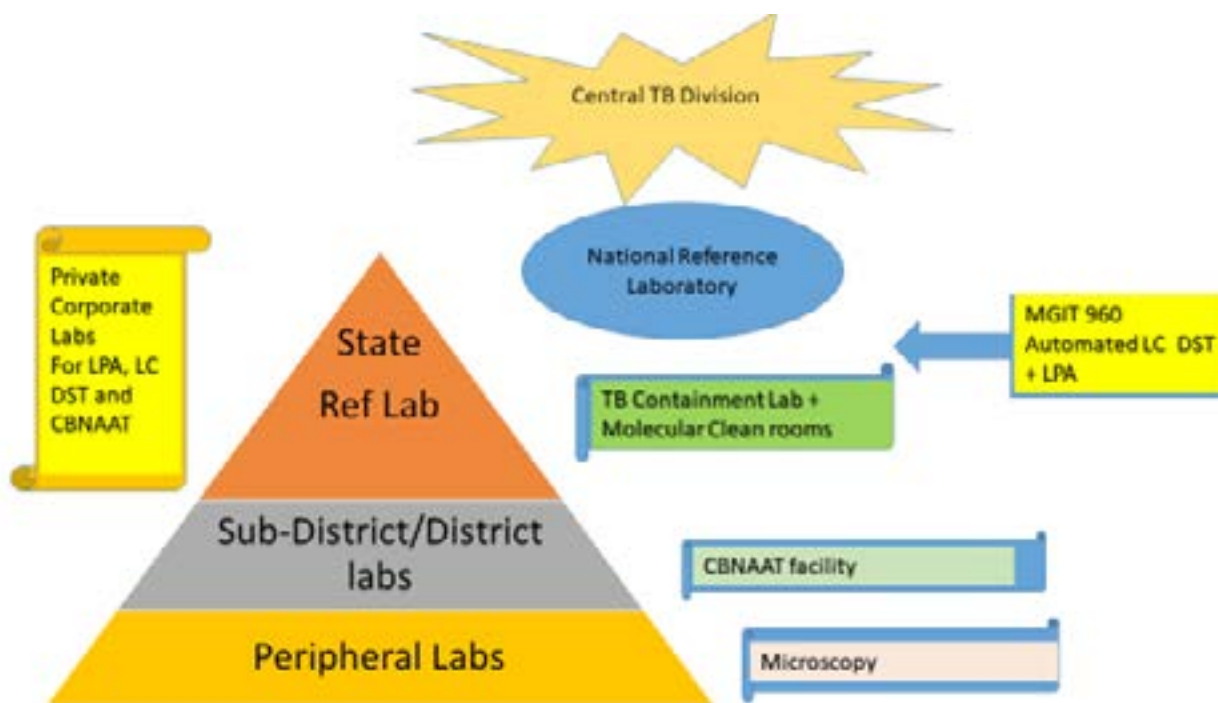 Central TB Division
National Reference
Laboratory
Private
Corporate
Labs
For LPA, LC
DST and
CBNAAT
State
Ref Lab
MGIT 960
Automated LC DST
+ LPA
TB Containment Lab +
Molecular Clean rooms
Sub-District/District
labs
CBNAAT facility
Peripheral Labs
Microscopy